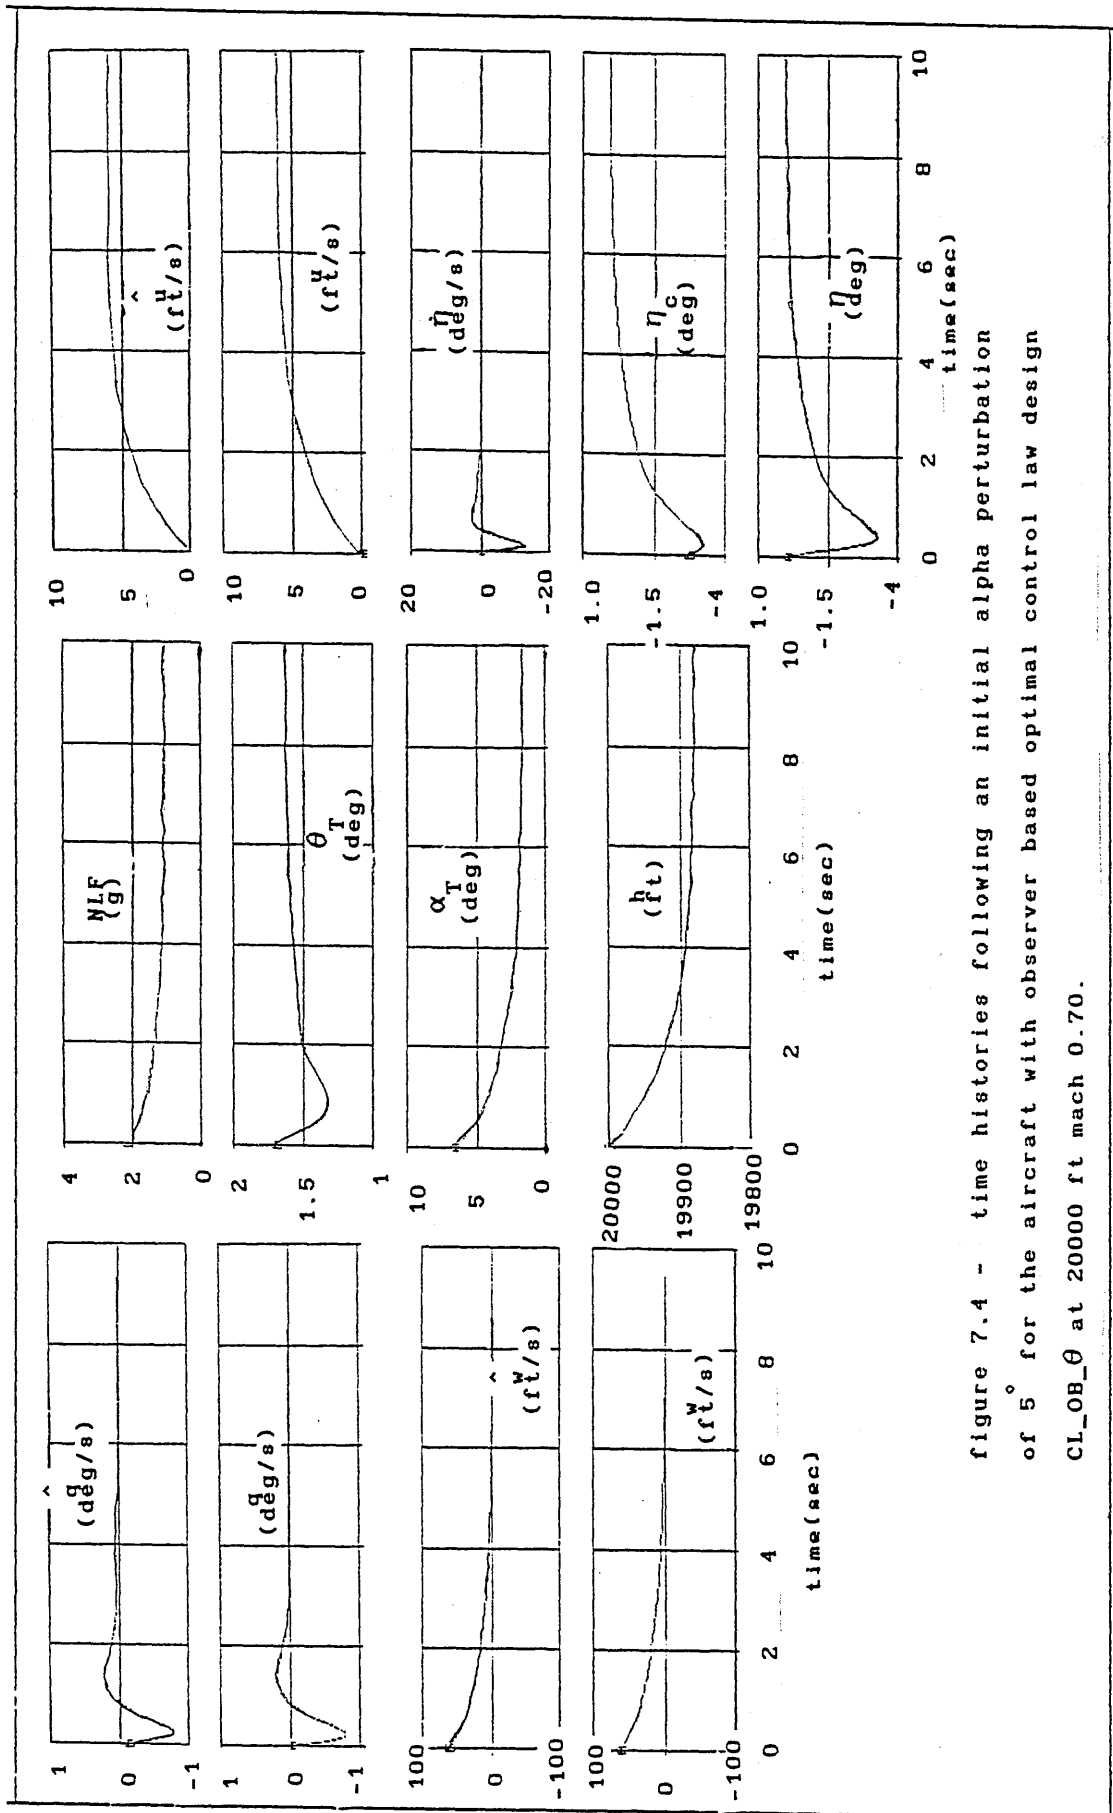 1
0
-1
^
q
(deg/s)
1
0
-1
q
(deg/s)
100
0
-100
^
w
(ft/s)
100
0
-100
w
(ft/s)
0 2 4 6 8 10
time(sec)
4
2
0
NLF
(g)
2
1.5
1
θT
(deg)
10
5
0
αT
(deg)
20000
19900
19800
h
(ft)
0 2 4 6 8 10
time(sec)
10
5
0
^
u
(ft/s)
10
5
0
u
(ft/s)
20
0
-20
η̇
(deg/s)
1.0
-1.5
-4
ηC
(deg)
1.0
-1.5
-4
η
(deg)
0 2 4 6 8 10
time(sec)
figure 7.4 - time histories following an initial alpha perturbation
of 5° for the aircraft with observer based optimal control law design
CL_OB_θ at 20000 ft mach 0.70.